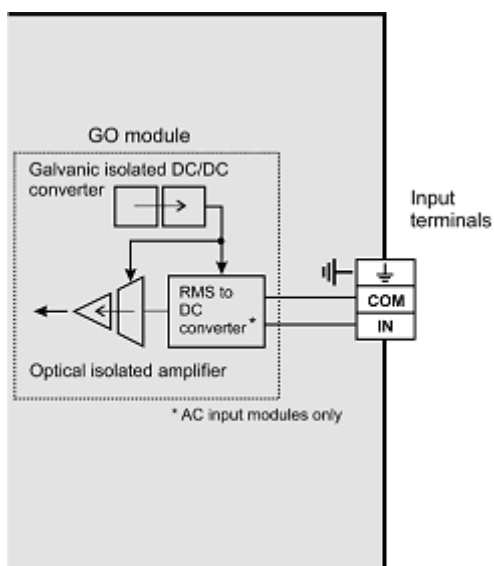 GO module
Galvanic isolated DC/DC
converter
Input
terminals
RMS to
DC
converter *
COM
IN
Optical isolated amplifier
* AC input modules only